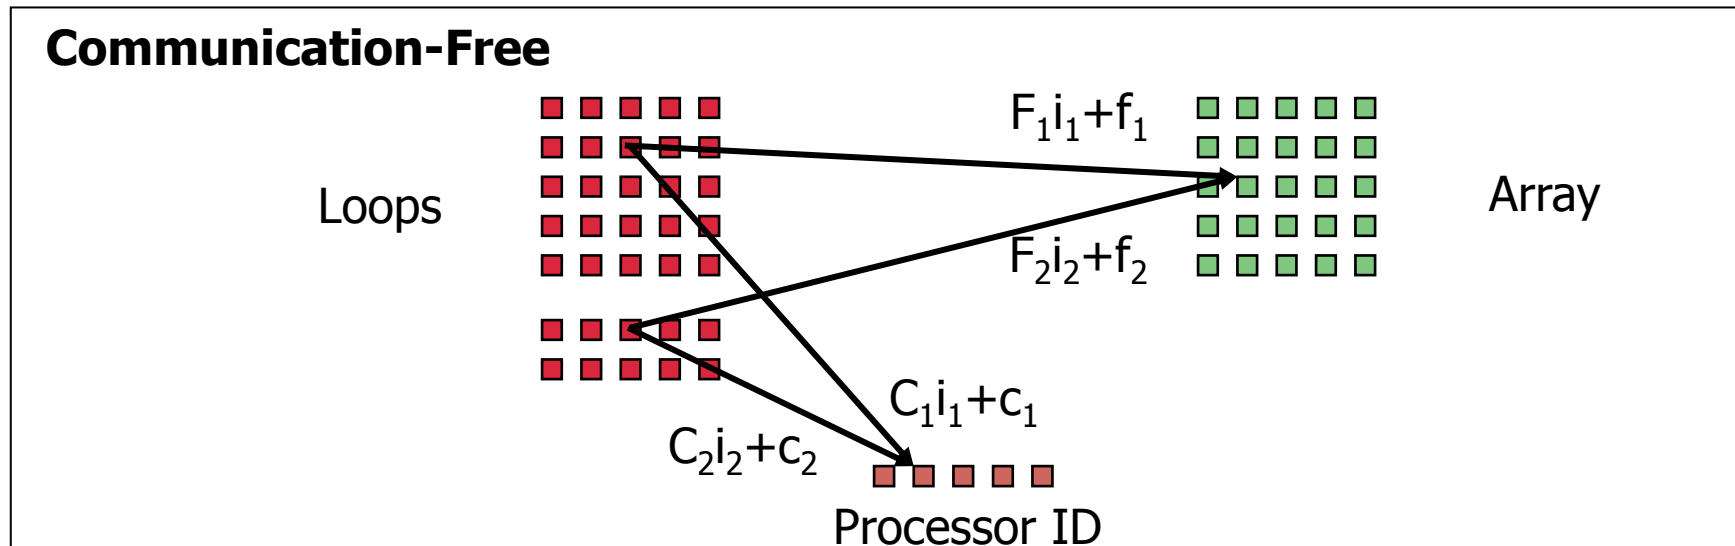 Communication-Free
F₁i₁+f₁
Loops
Array
F₂i₂+f₂
C₁i₁+c₁
C₂i₂+c₂
Processor ID